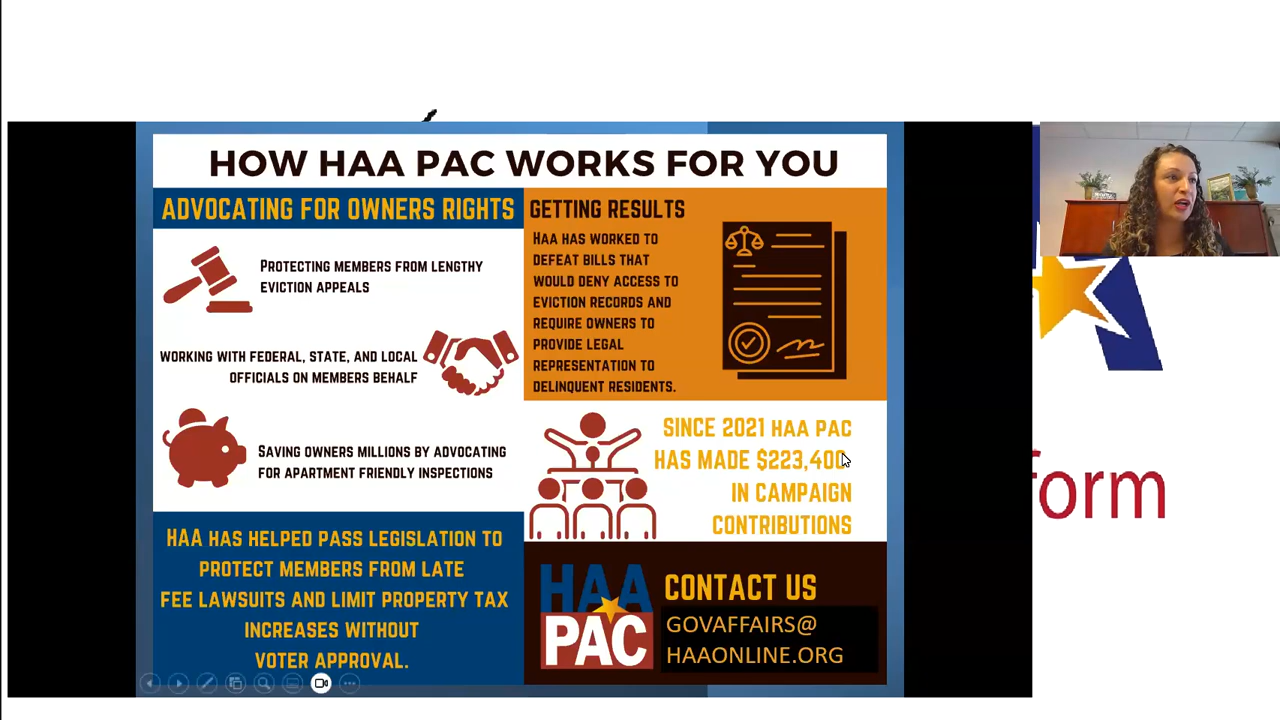 HOW HAA PAC WORKS FOR YOU
ADVOCATING FOR OWNERS RIGHTS
PROTECTING MEMBERS FROM LENGTHY
EVICTION APPEALS
WORKING WITH FEDERAL, STATE, AND LOCAL
OFFICIALS ON MEMBERS BEHALF
SAVING OWNERS MILLIONS BY ADVOCATING
FOR APARTMENT FRIENDLY INSPECTIONS
HAA HAS HELPED PASS LEGISLATION TO
PROTECT MEMBERS FROM LATE
FEE LAWSUITS AND LIMIT PROPERTY TAX
INCREASES WITHOUT
VOTER APPROVAL.
GETTING RESULTS
HAA HAS WORKED TO
DEFEAT BILLS THAT
WOULD DENY ACCESS TO
EVICTION RECORDS AND
REQUIRE OWNERS TO
PROVIDE LEGAL
REPRESENTATION TO
DELINQUENT RESIDENTS.
SINCE 2021 HAA PAC
HAS MADE $223,400
IN CAMPAIGN
CONTRIBUTIONS
HAA
PAC
CONTACT US
GOVAFFAIRS@
HAAONLINE.ORG
form